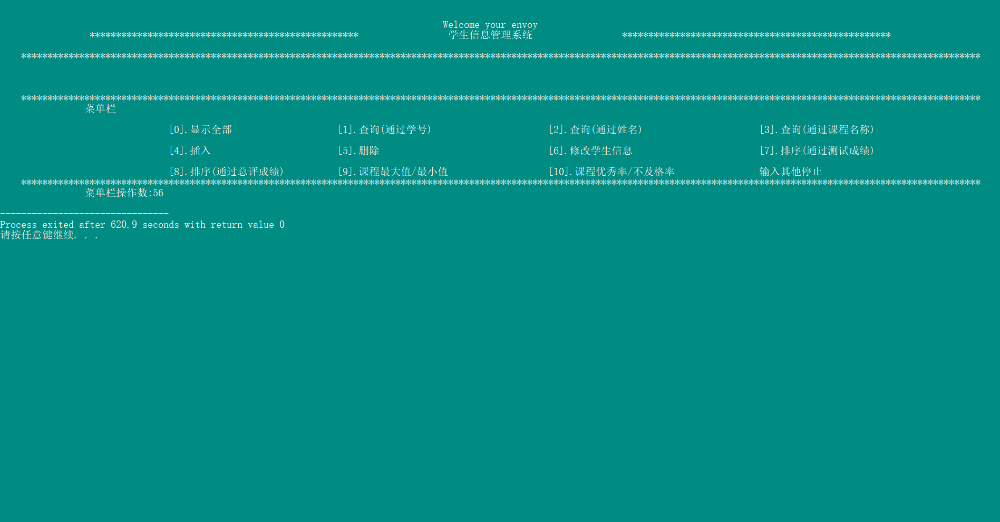 Welcome your envoy
*************************************************** 学生信息管理系统 ***************************************************
**************************************************************************************************************************************************************************************
**************************************************************************************************************************************************************************************
菜单栏
[0].显示全部 [1].查询(通过学号) [2].查询(通过姓名) [3].查询(通过课程名称)
[4].插入 [5].删除 [6].修改学生信息 [7].排序(通过测试成绩)
[8].排序(通过总评成绩) [9].课程最大值/最小值 [10].课程优秀率/不及格率 输入其他停止
**************************************************************************************************************************************************************************************
菜单栏操作数:56
--------------------------------
Process exited after 620.9 seconds with return value 0
请按任意键继续. . .